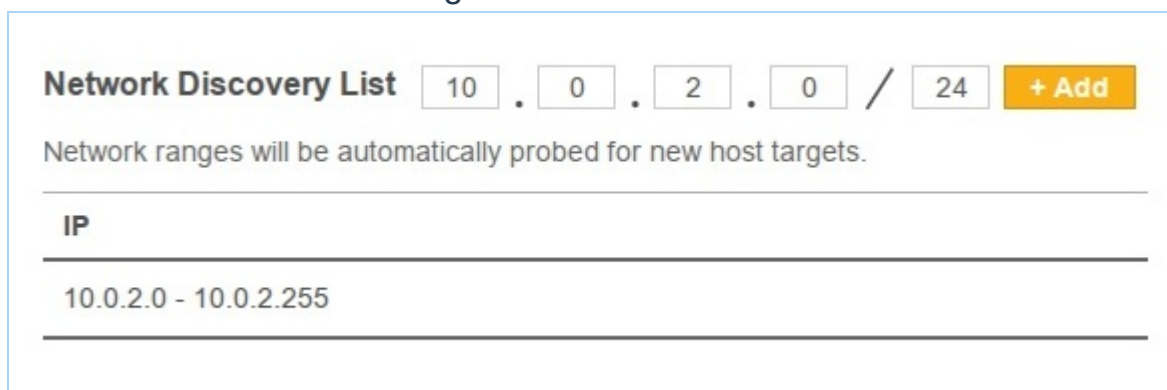 Network Discovery List 10 . 0 . 2 . 0 / 24 + Add
Network ranges will be automatically probed for new host targets.
IP
10.0.2.0 - 10.0.2.255